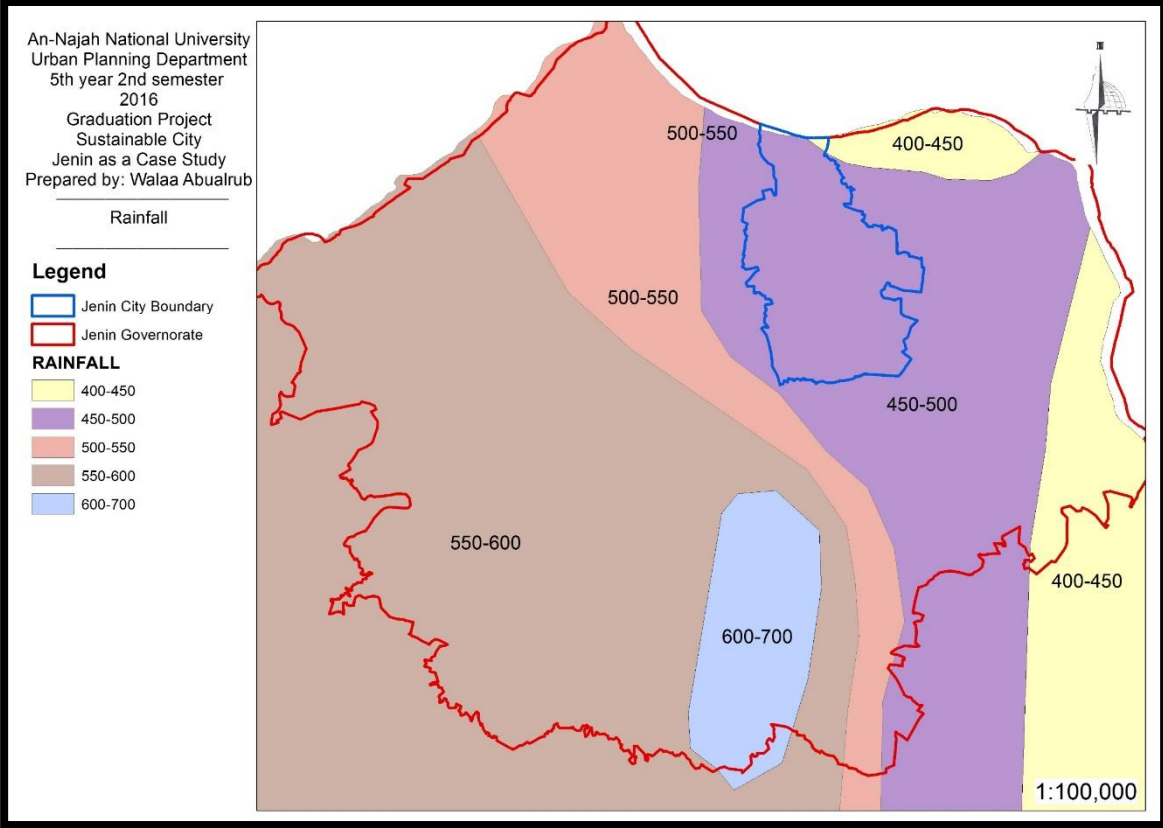 An-Najah National University
Urban Planning Department
5th year 2nd semester
2016
Graduation Project
Sustainable City
Jenin as a Case Study
Prepared by: Walaa Abualrub
Rainfall
Legend
Jenin City Boundary
Jenin Governorate
RAINFALL
400-450
450-500
500-550
550-600
600-700
500-550
400-450
500-550
450-500
550-600
400-450
600-700
1:100,000